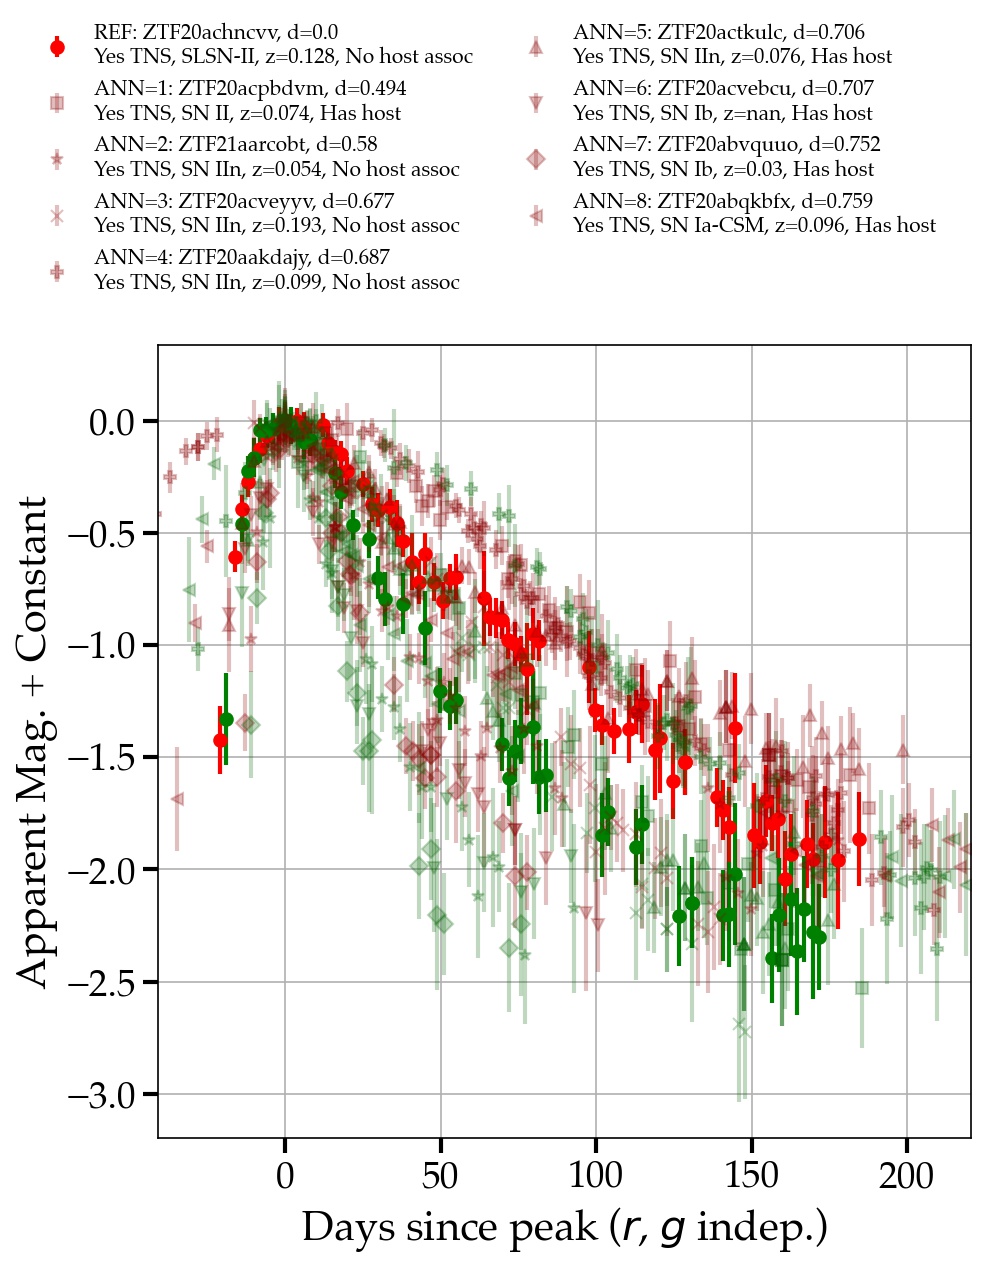 REF: ZTF20achncvv, d=0.0
Yes TNS, SLSN-II, z=0.128, No host assoc
ANN=1: ZTF20acpbdvm, d=0.494
Yes TNS, SN II, z=0.074, Has host
ANN=2: ZTF21aarcobt, d=0.58
Yes TNS, SN IIn, z=0.054, No host assoc
ANN=3: ZTF20acveyyv, d=0.677
Yes TNS, SN IIn, z=0.193, No host assoc
ANN=4: ZTF20aakdajy, d=0.687
Yes TNS, SN IIn, z=0.099, No host assoc
ANN=5: ZTF20actkulc, d=0.706
Yes TNS, SN IIn, z=0.076, Has host
ANN=6: ZTF20acvebcu, d=0.707
Yes TNS, SN Ib, z=nan, Has host
ANN=7: ZTF20abvquuo, d=0.752
Yes TNS, SN Ib, z=0.03, Has host
ANN=8: ZTF20abqkbfx, d=0.759
Yes TNS, SN Ia-CSM, z=0.096, Has host
Apparent Mag. + Constant
0.0
−0.5
−1.0
−1.5
−2.0
−2.5
−3.0
0 50 100 150 200
Days since peak (r, g indep.)